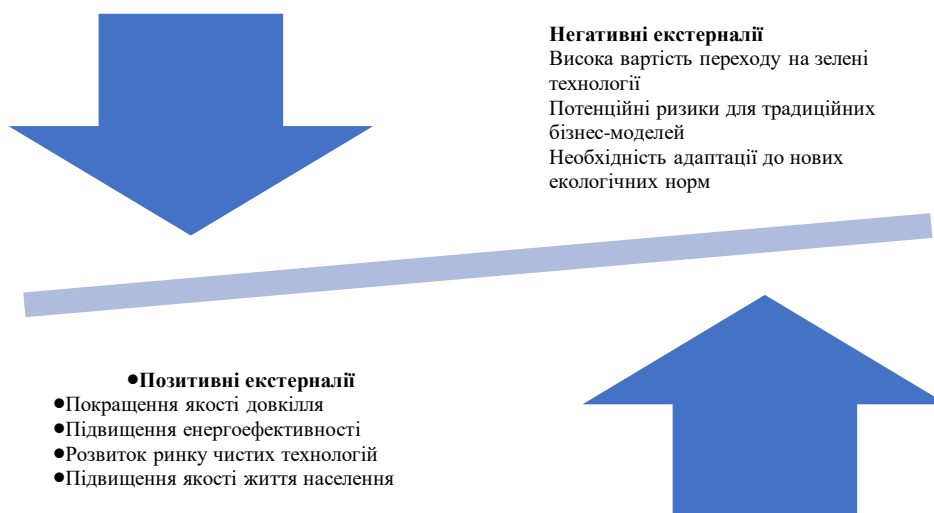 Негативні екстерналії
Висока вартість переходу на зелені
технології
Потенційні ризики для традиційних
бізнес-моделей
Необхідність адаптації до нових
екологічних норм
●Позитивні екстерналії
●Покращення якості довкілля
●Підвищення енергоефективності
●Розвиток ринку чистих технологій
●Підвищення якості життя населення